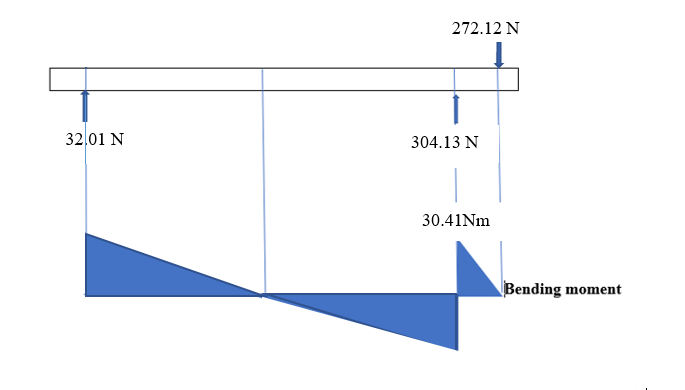 272.12 N
32.01 N
304.13 N
30.41Nm
Bending moment